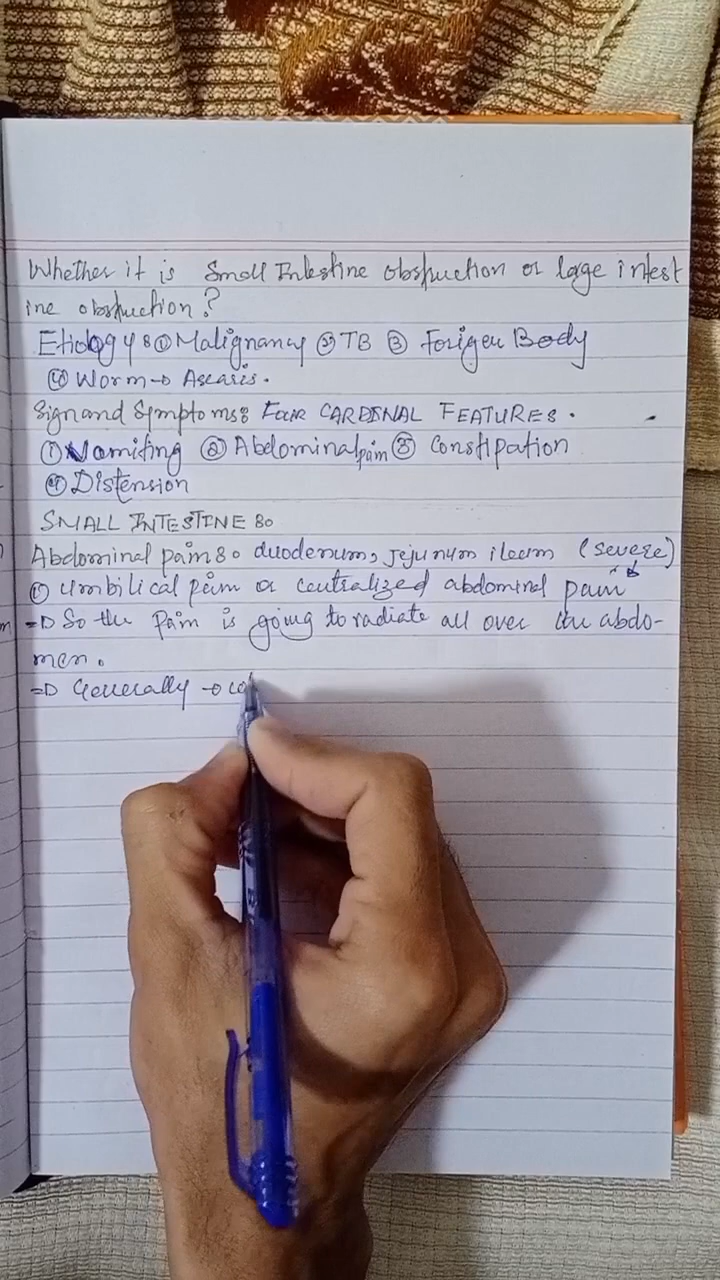 Whether it is Small Intestine obstruction or large intest
ine obstruction?
Etiology : ① Malignancy ② TB ③ Forigen Body
④ Worm → Ascaris.
Sign and Symptoms: FOUR CARDINAL FEATURES.
① Vomiting ② Abdominal pain ③ Constipation
④ Distension
SMALL INTESTINE :
Abdominal pain : duodenum, jejunum ileum (severe)
① Umbilical pain or centralized abdominal pain
⇒ So the pain is going to radiate all over the abdo-
men.
⇒ Generally → co